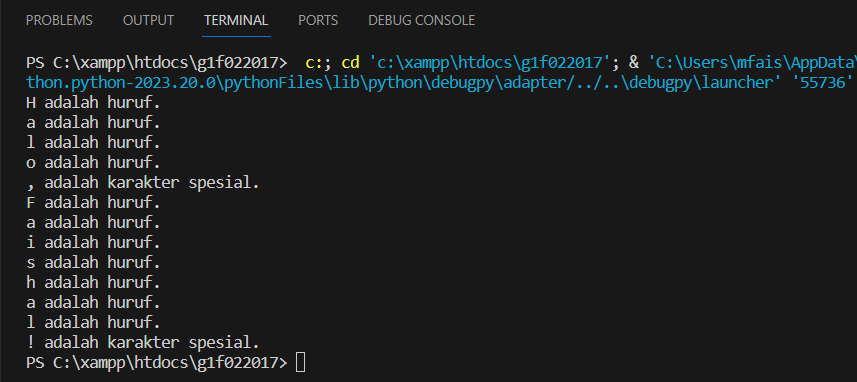 PROBLEMS OUTPUT TERMINAL PORTS DEBUG CONSOLE
PS C:\xampp\htdocs\g1f022017>  c:; cd 'c:\xampp\htdocs\g1f022017'; & 'C:\Users\mfais\AppData\
thon.python-2023.20.0\pythonFiles\lib\python\debugpy\adapter/../..\debugpy\launcher' '55736'
H adalah huruf.
a adalah huruf.
l adalah huruf.
o adalah huruf.
, adalah karakter spesial.
F adalah huruf.
a adalah huruf.
i adalah huruf.
s adalah huruf.
h adalah huruf.
a adalah huruf.
l adalah huruf.
! adalah karakter spesial.
PS C:\xampp\htdocs\g1f022017>